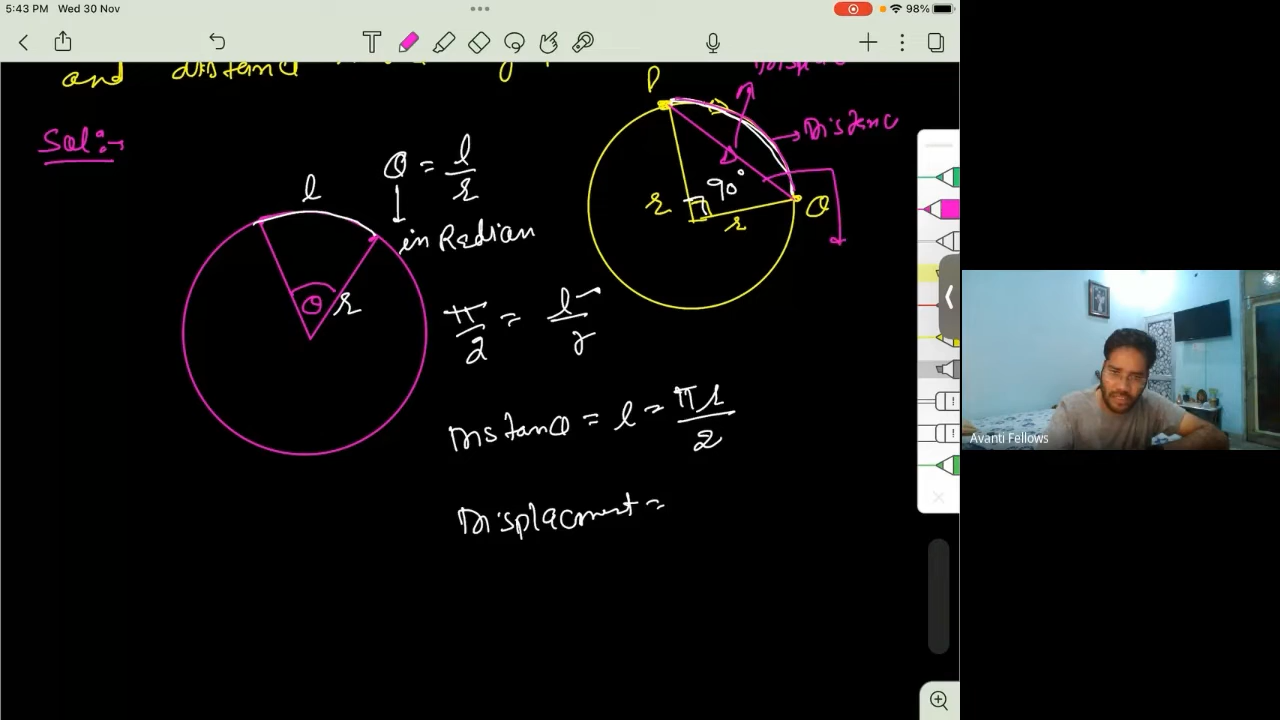 5:43 PM Wed 30 Nov
98%
T
and distance
P
Distance
Sol:-
l
θ = l/r
90°
r
r
Q
in Radian
θ
r
D
π/2 = l/r
Distance = l = πr/2
Avanti Fellows
Displacment =